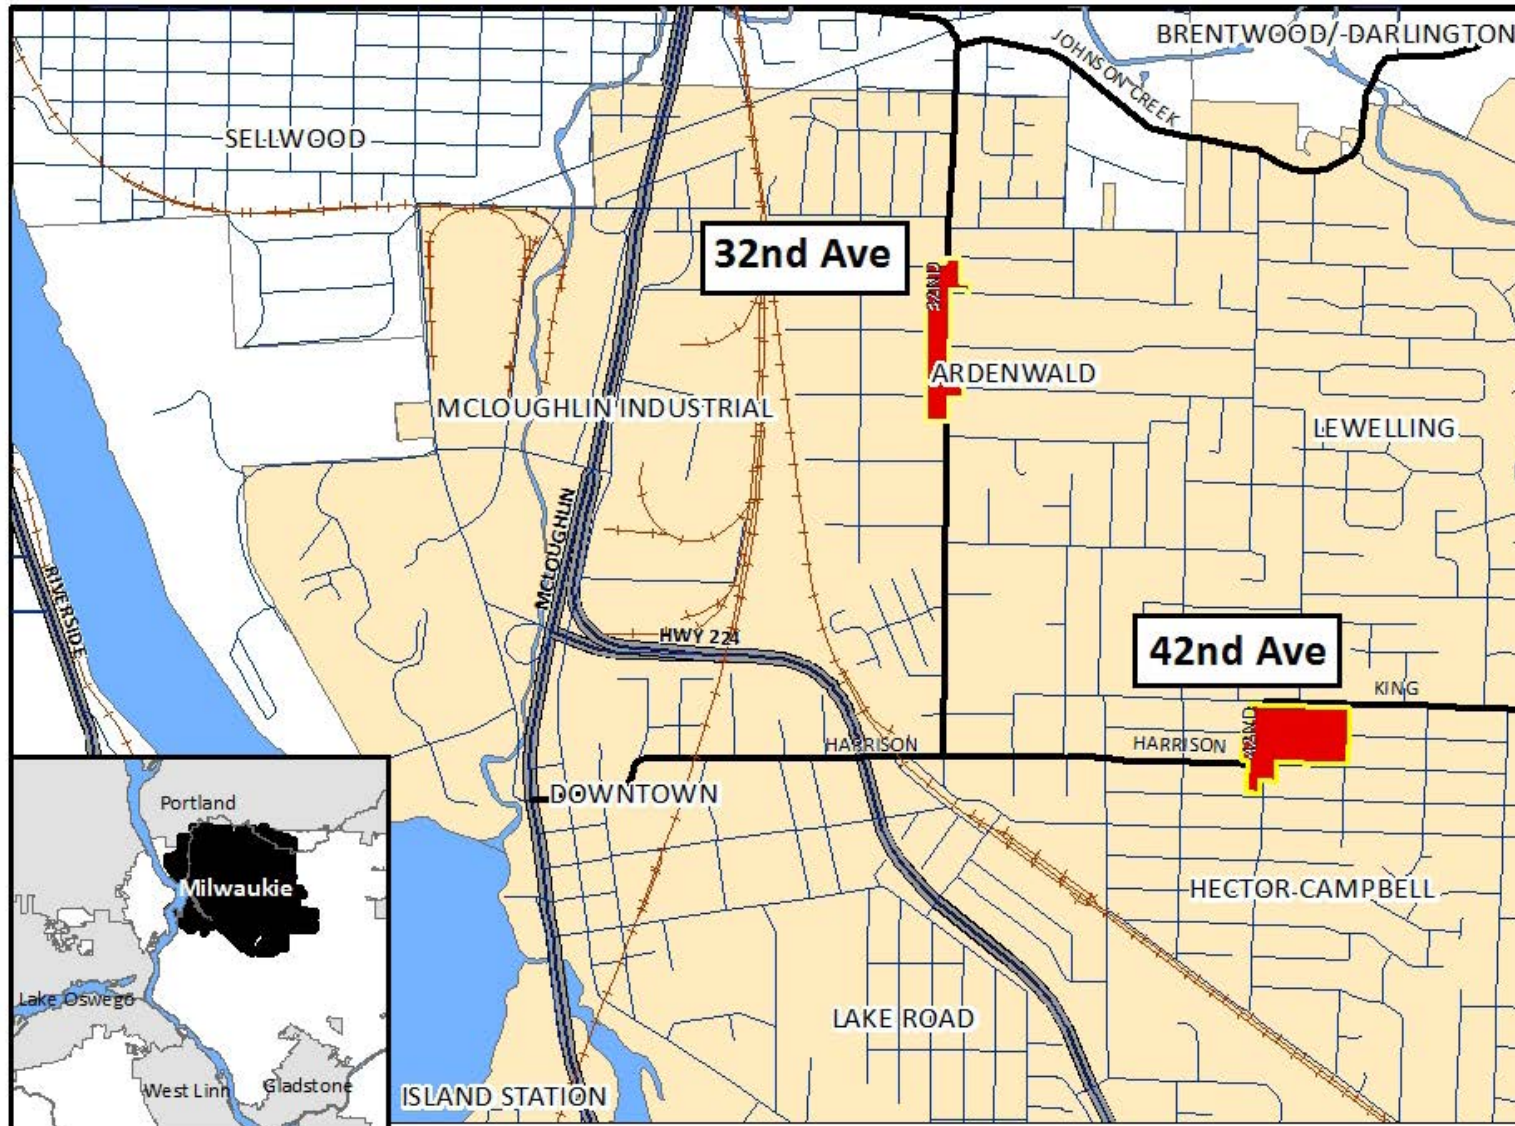 BRENTWOOD/-DARLINGTON
JOHNSON CREEK
SELLWOOD
32nd Ave
32ND
ARDENWALD
MCLOUGHLIN INDUSTRIAL
LEWELLING
MCLOUGHLIN
RIVERSIDE
HWY 224
42nd Ave
KING
42ND
HARRISON
HARRISON
DOWNTOWN
Portland
Milwaukie
HECTOR-CAMPBELL
Lake Oswego
LAKE ROAD
West Linn
Gladstone
ISLAND STATION